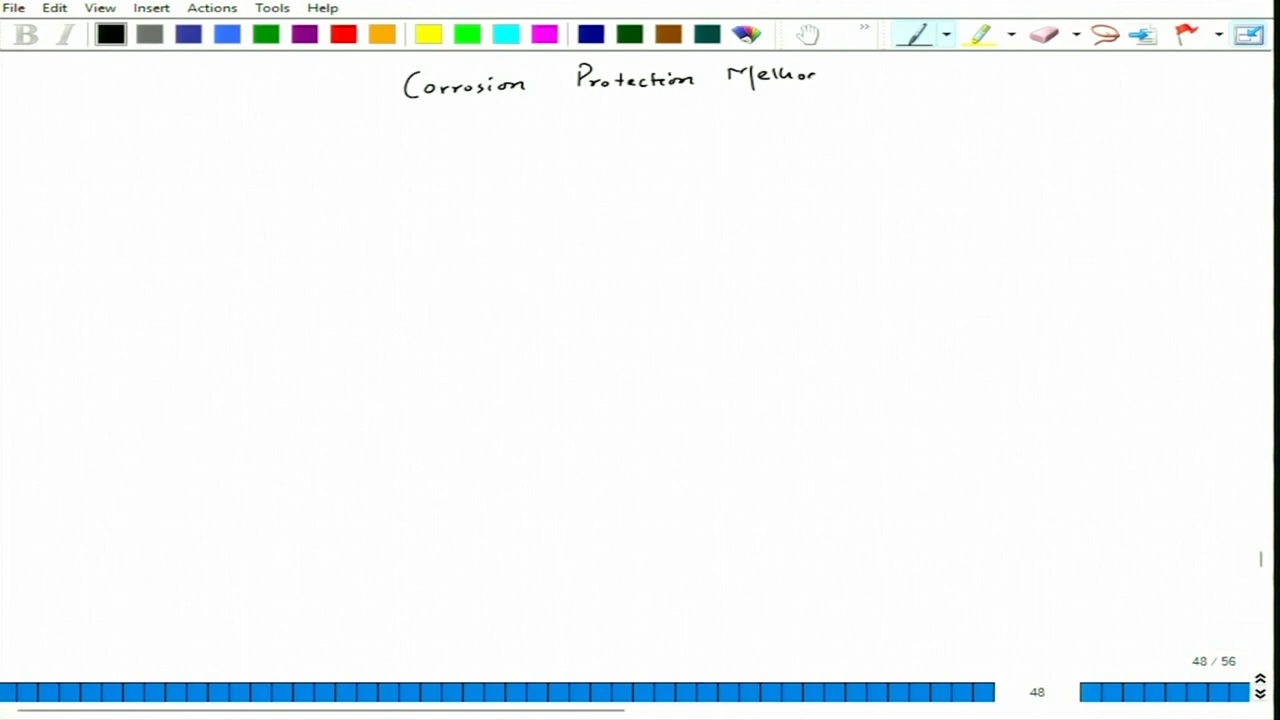 File Edit View Insert Actions Tools Help
B I
Corrosion Protection Methor
48 / 56
48